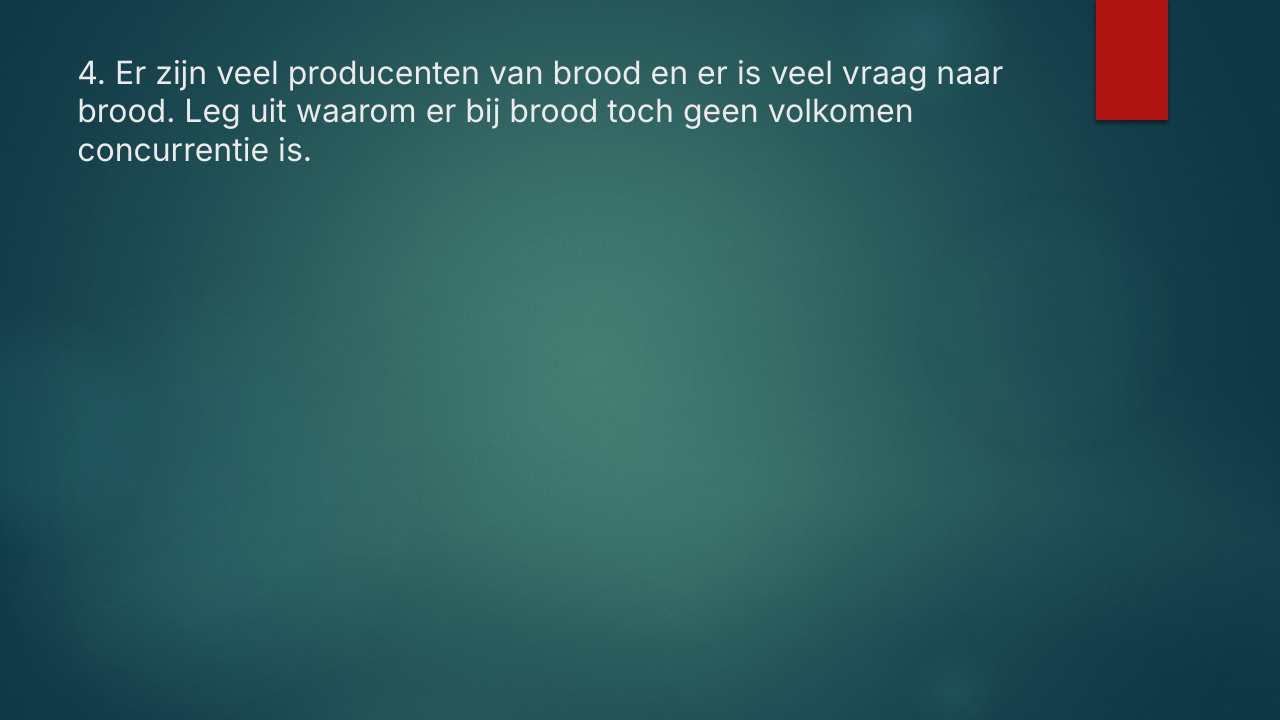 4. Er zijn veel producenten van brood en er is veel vraag naar
brood. Leg uit waarom er bij brood toch geen volkomen
concurrentie is.